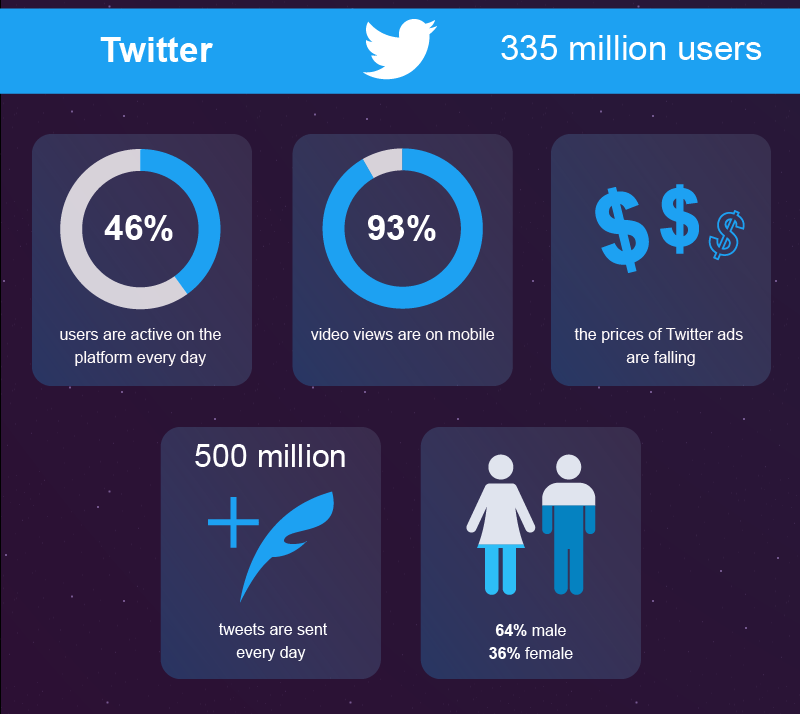 Twitter
335 million users
46%
users are active on the
platform every day
93%
video views are on mobile
the prices of Twitter ads
are falling
500 million
tweets are sent
every day
64% male
36% female